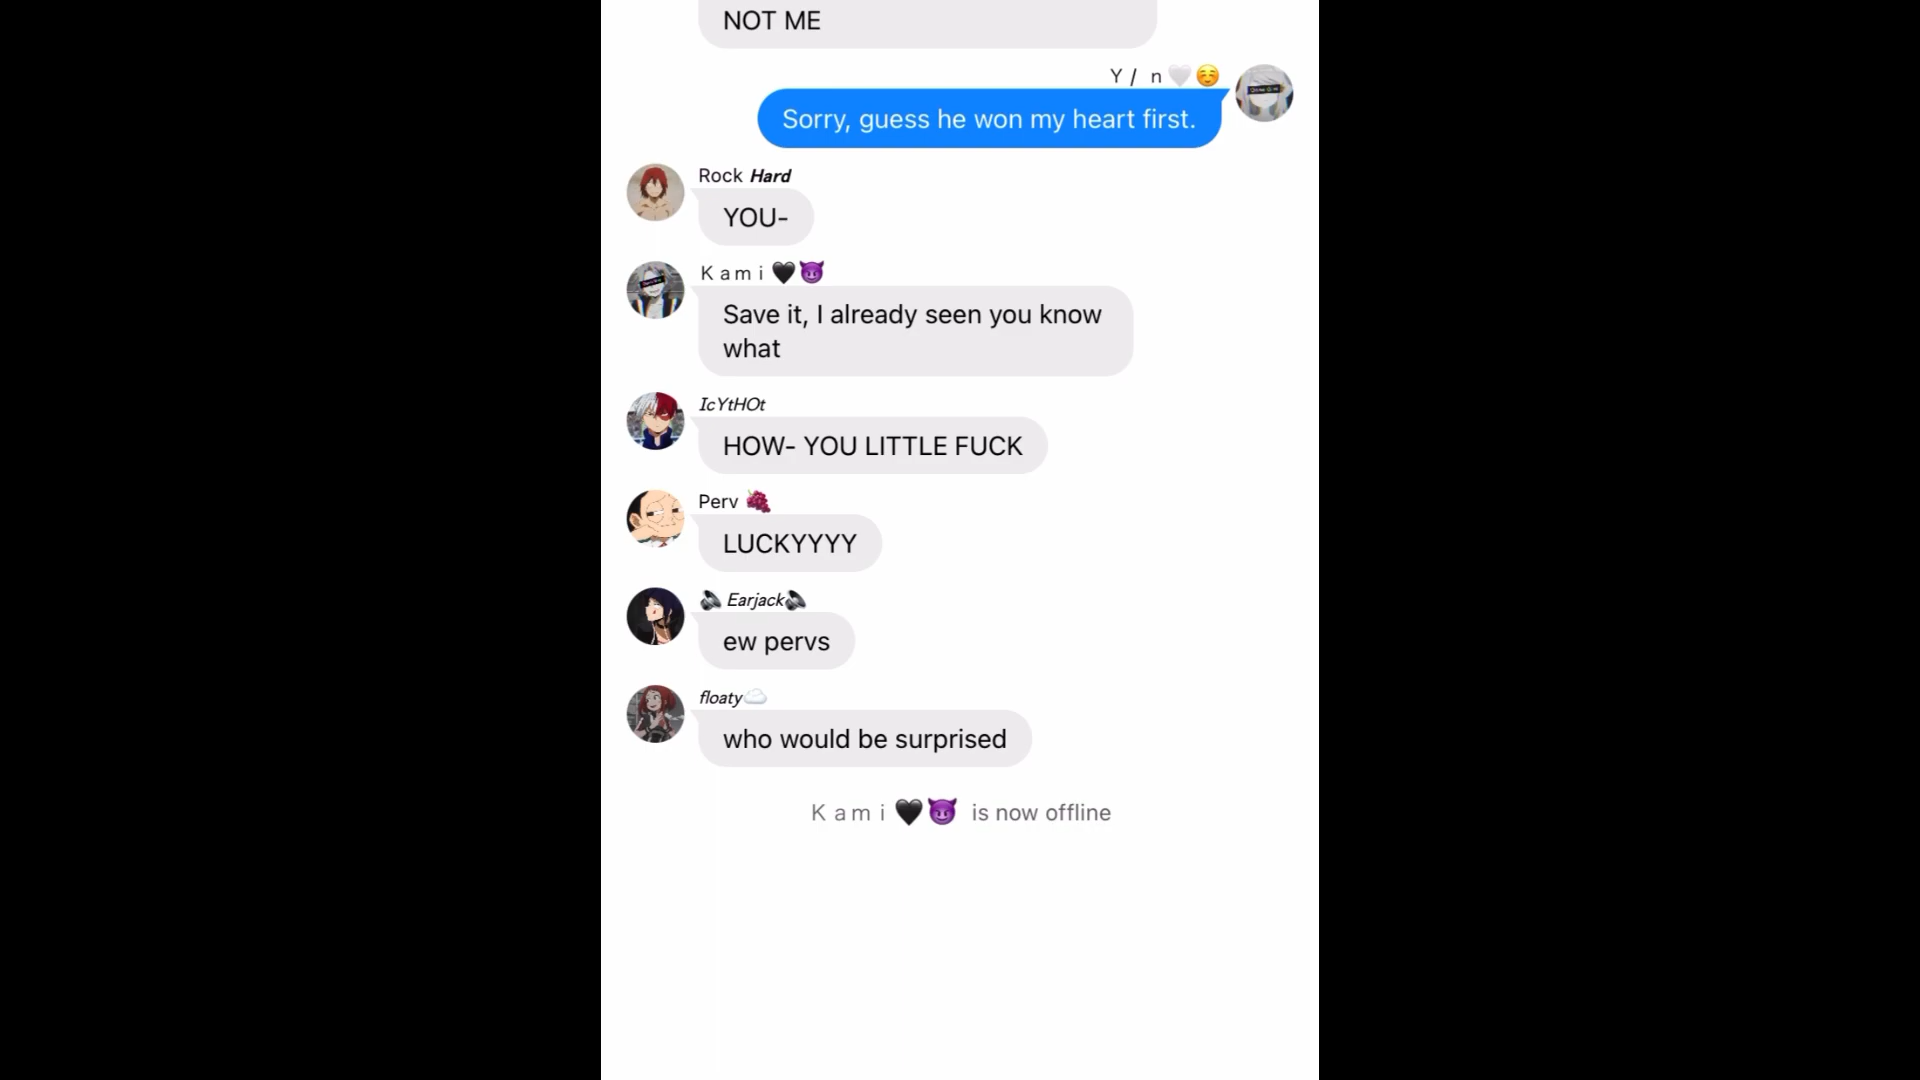 NOT ME
Y / n🤍☺️
Sorry, guess he won my heart first.
Rock Hard
YOU-
K a m i 🖤😈
Save it, I already seen you know
what
IcYtHOt
HOW- YOU LITTLE FUCK
Perv 🍇
LUCKYYYY
🔊 Earjack🔊
ew pervs
floaty☁️
who would be surprised
K a m i 🖤😈 is now offline